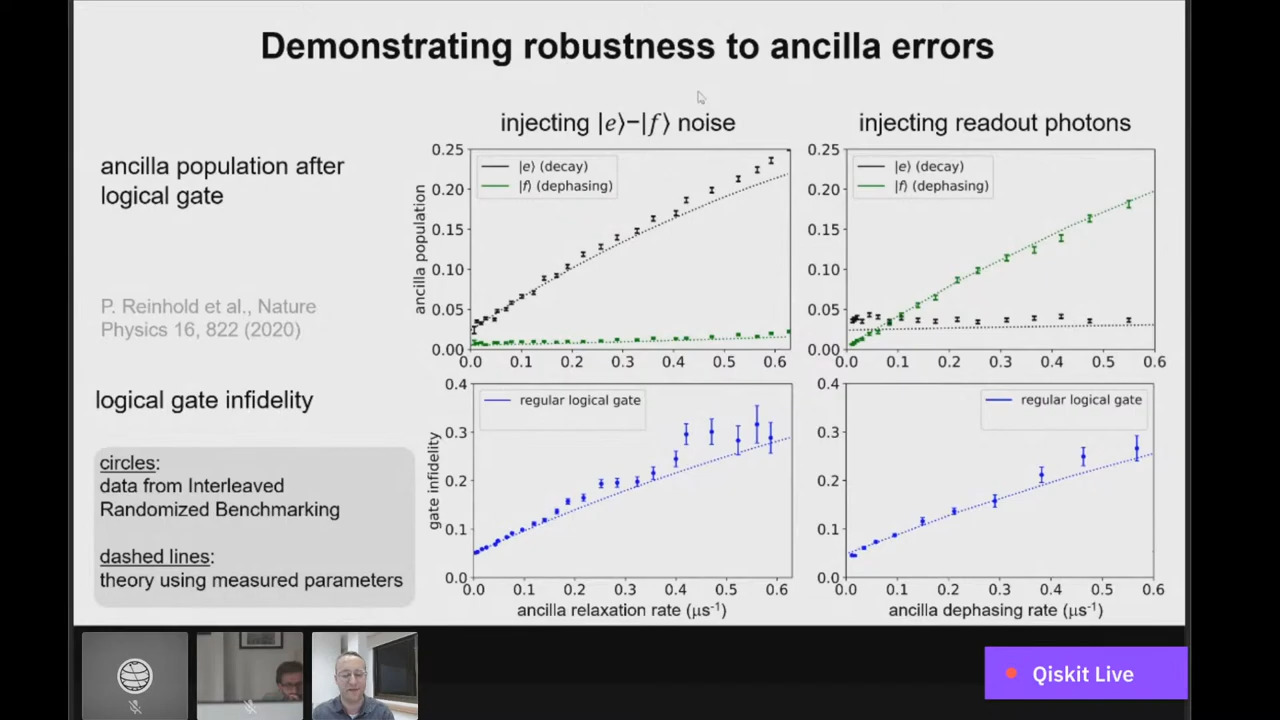 Demonstrating robustness to ancilla errors
injecting |e⟩−|f⟩ noise
injecting readout photons
ancilla population after
logical gate
P. Reinhold et al., Nature
Physics 16, 822 (2020)
ancilla population
0.25
0.20
0.15
0.10
0.05
0.00
|e⟩ (decay)
|f⟩ (dephasing)
0.0 0.1 0.2 0.3 0.4 0.5 0.6
0.25
0.20
0.15
0.10
0.05
0.00
|e⟩ (decay)
|f⟩ (dephasing)
0.0 0.1 0.2 0.3 0.4 0.5 0.6
logical gate infidelity
circles:
data from Interleaved
Randomized Benchmarking
dashed lines:
theory using measured parameters
gate infidelity
0.4
0.3
0.2
0.1
0.0
regular logical gate
0.0 0.1 0.2 0.3 0.4 0.5 0.6
ancilla relaxation rate (μs⁻¹)
0.4
0.3
0.2
0.1
0.0
regular logical gate
0.0 0.1 0.2 0.3 0.4 0.5 0.6
ancilla dephasing rate (μs⁻¹)
Qiskit Live